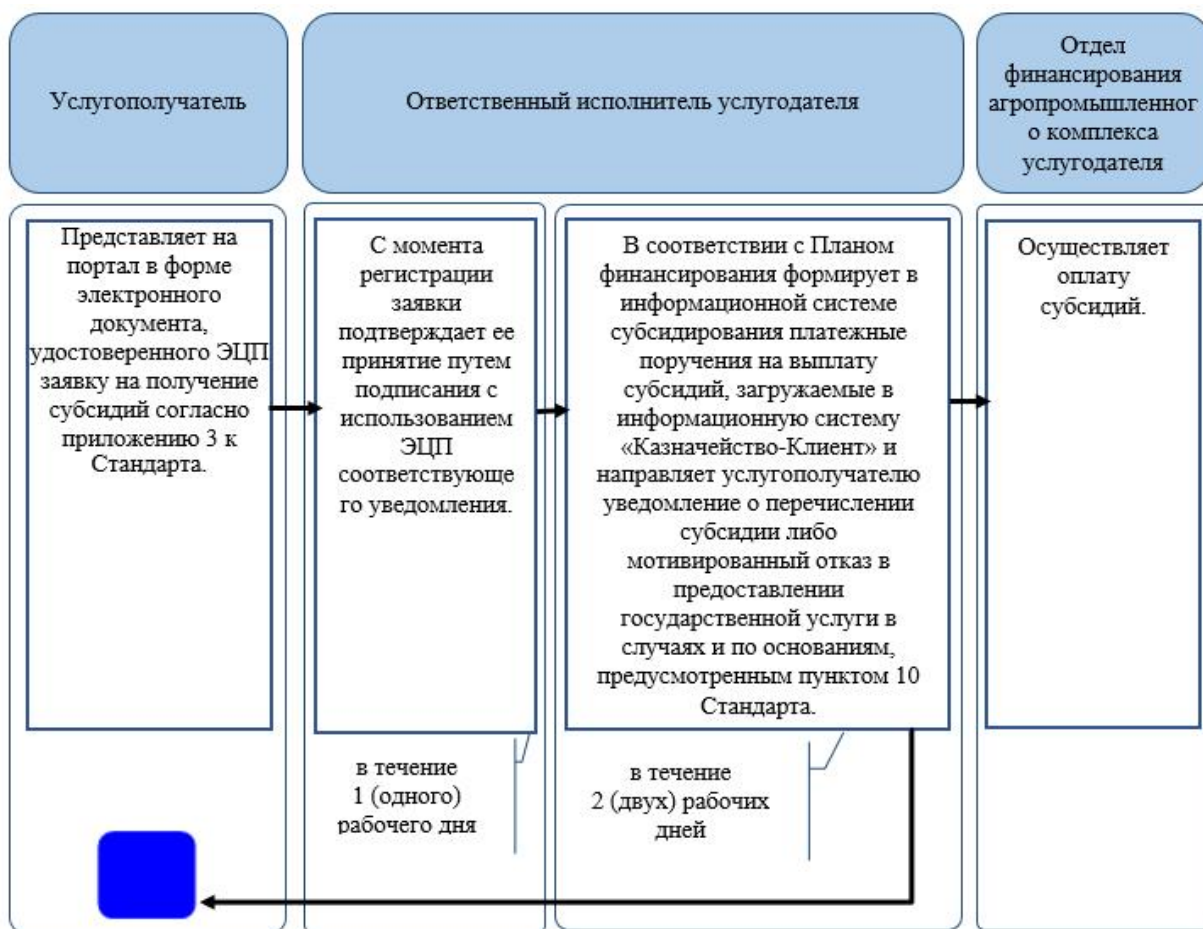 Услугополучатель
Ответственный исполнитель услугодателя
Отдел
финансирования
агропромышленног
о комплекса
услугодателя
Представляет на
портал в форме
электронного
документа,
удостоверенного ЭЦП
заявку на получение
субсидий согласно
приложению 3 к
Стандарта.
С момента
регистрации
заявки
подтверждает ее
принятие путем
подписания с
использованием
ЭЦП
соответствующе
го уведомления.
В соответствии с Планом
финансирования формирует в
информационной системе
субсидирования платежные
поручения на выплату
субсидий, загружаемые в
информационную систему
«Казначейство-Клиент» и
направляет услугополучателю
уведомление о перечислении
субсидии либо
мотивированный отказ в
предоставлении
государственной услуги в
случаях и по основаниям,
предусмотренным пунктом 10
Стандарта.
Осуществляет
оплату
субсидий.
в течение
1 (одного)
рабочего дня
в течение
2 (двух) рабочих
дней